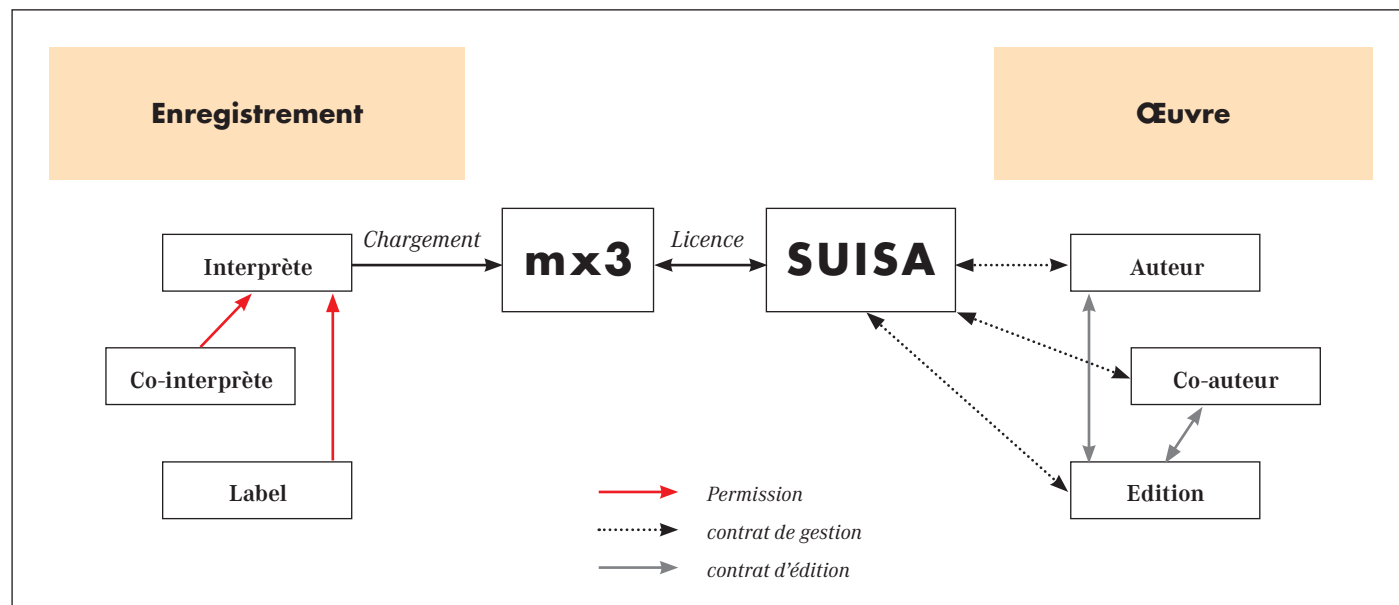 Enregistrement
Œuvre
Chargement
Licence
Interprète
mx3
SUISA
Auteur
Co-interprète
Co-auteur
Label
Edition
Permission
contrat de gestion
contrat d'édition